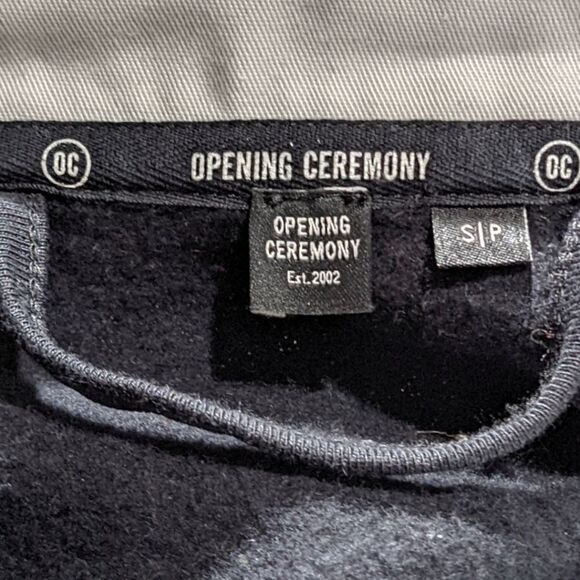 OC OPENING CEREMONY OC
OPENING
CEREMONY
Est. 2002
S|P